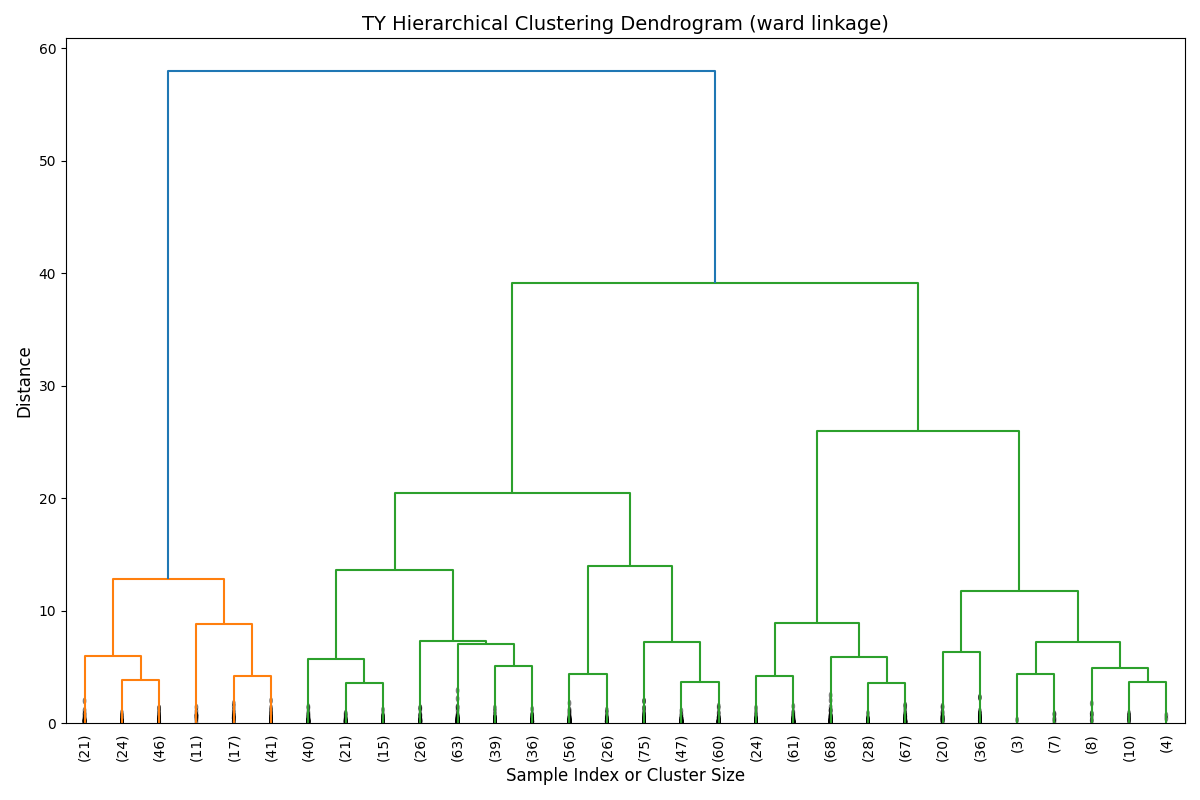 TY Hierarchical Clustering Dendrogram (ward linkage)
60
50
40
30
20
10
0
Distance
(21) (24) (46) (11) (17) (41) (40) (21) (15) (26) (63) (39) (36) (56) (26) (75) (47) (60) (24) (61) (68) (28) (67) (20) (36) (3) (7) (8) (10) (4)
Sample Index or Cluster Size